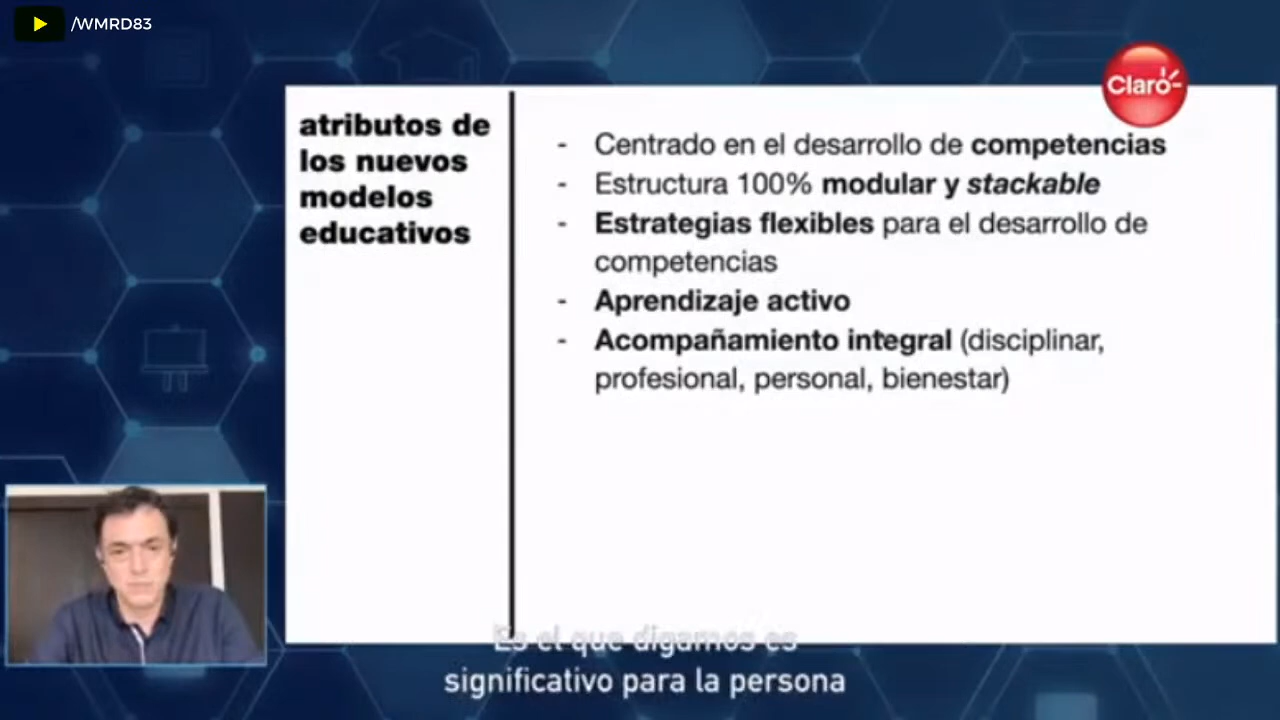 /WMRD83
Claro-
atributos de
los nuevos
modelos
educativos
- Centrado en el desarrollo de competencias
- Estructura 100% modular y stackable
- Estrategias flexibles para el desarrollo de
competencias
- Aprendizaje activo
- Acompañamiento integral (disciplinar,
profesional, personal, bienestar)
Es el que digamos es
significativo para la persona